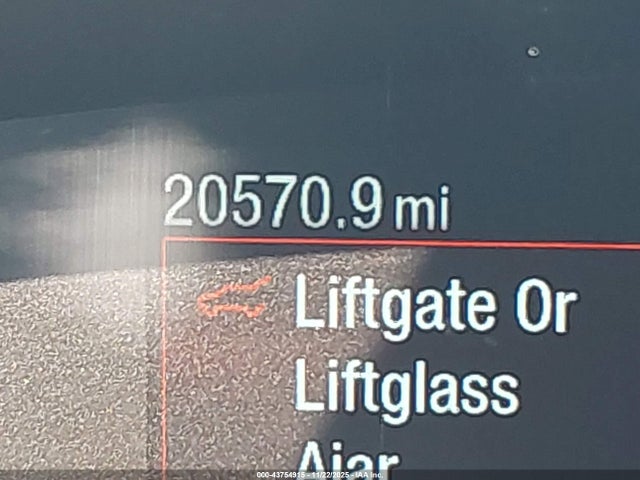 20570.9 mi
Liftgate Or
Liftglass
Ajar
000-43754915 - 11/22/2025 - IAA Inc.